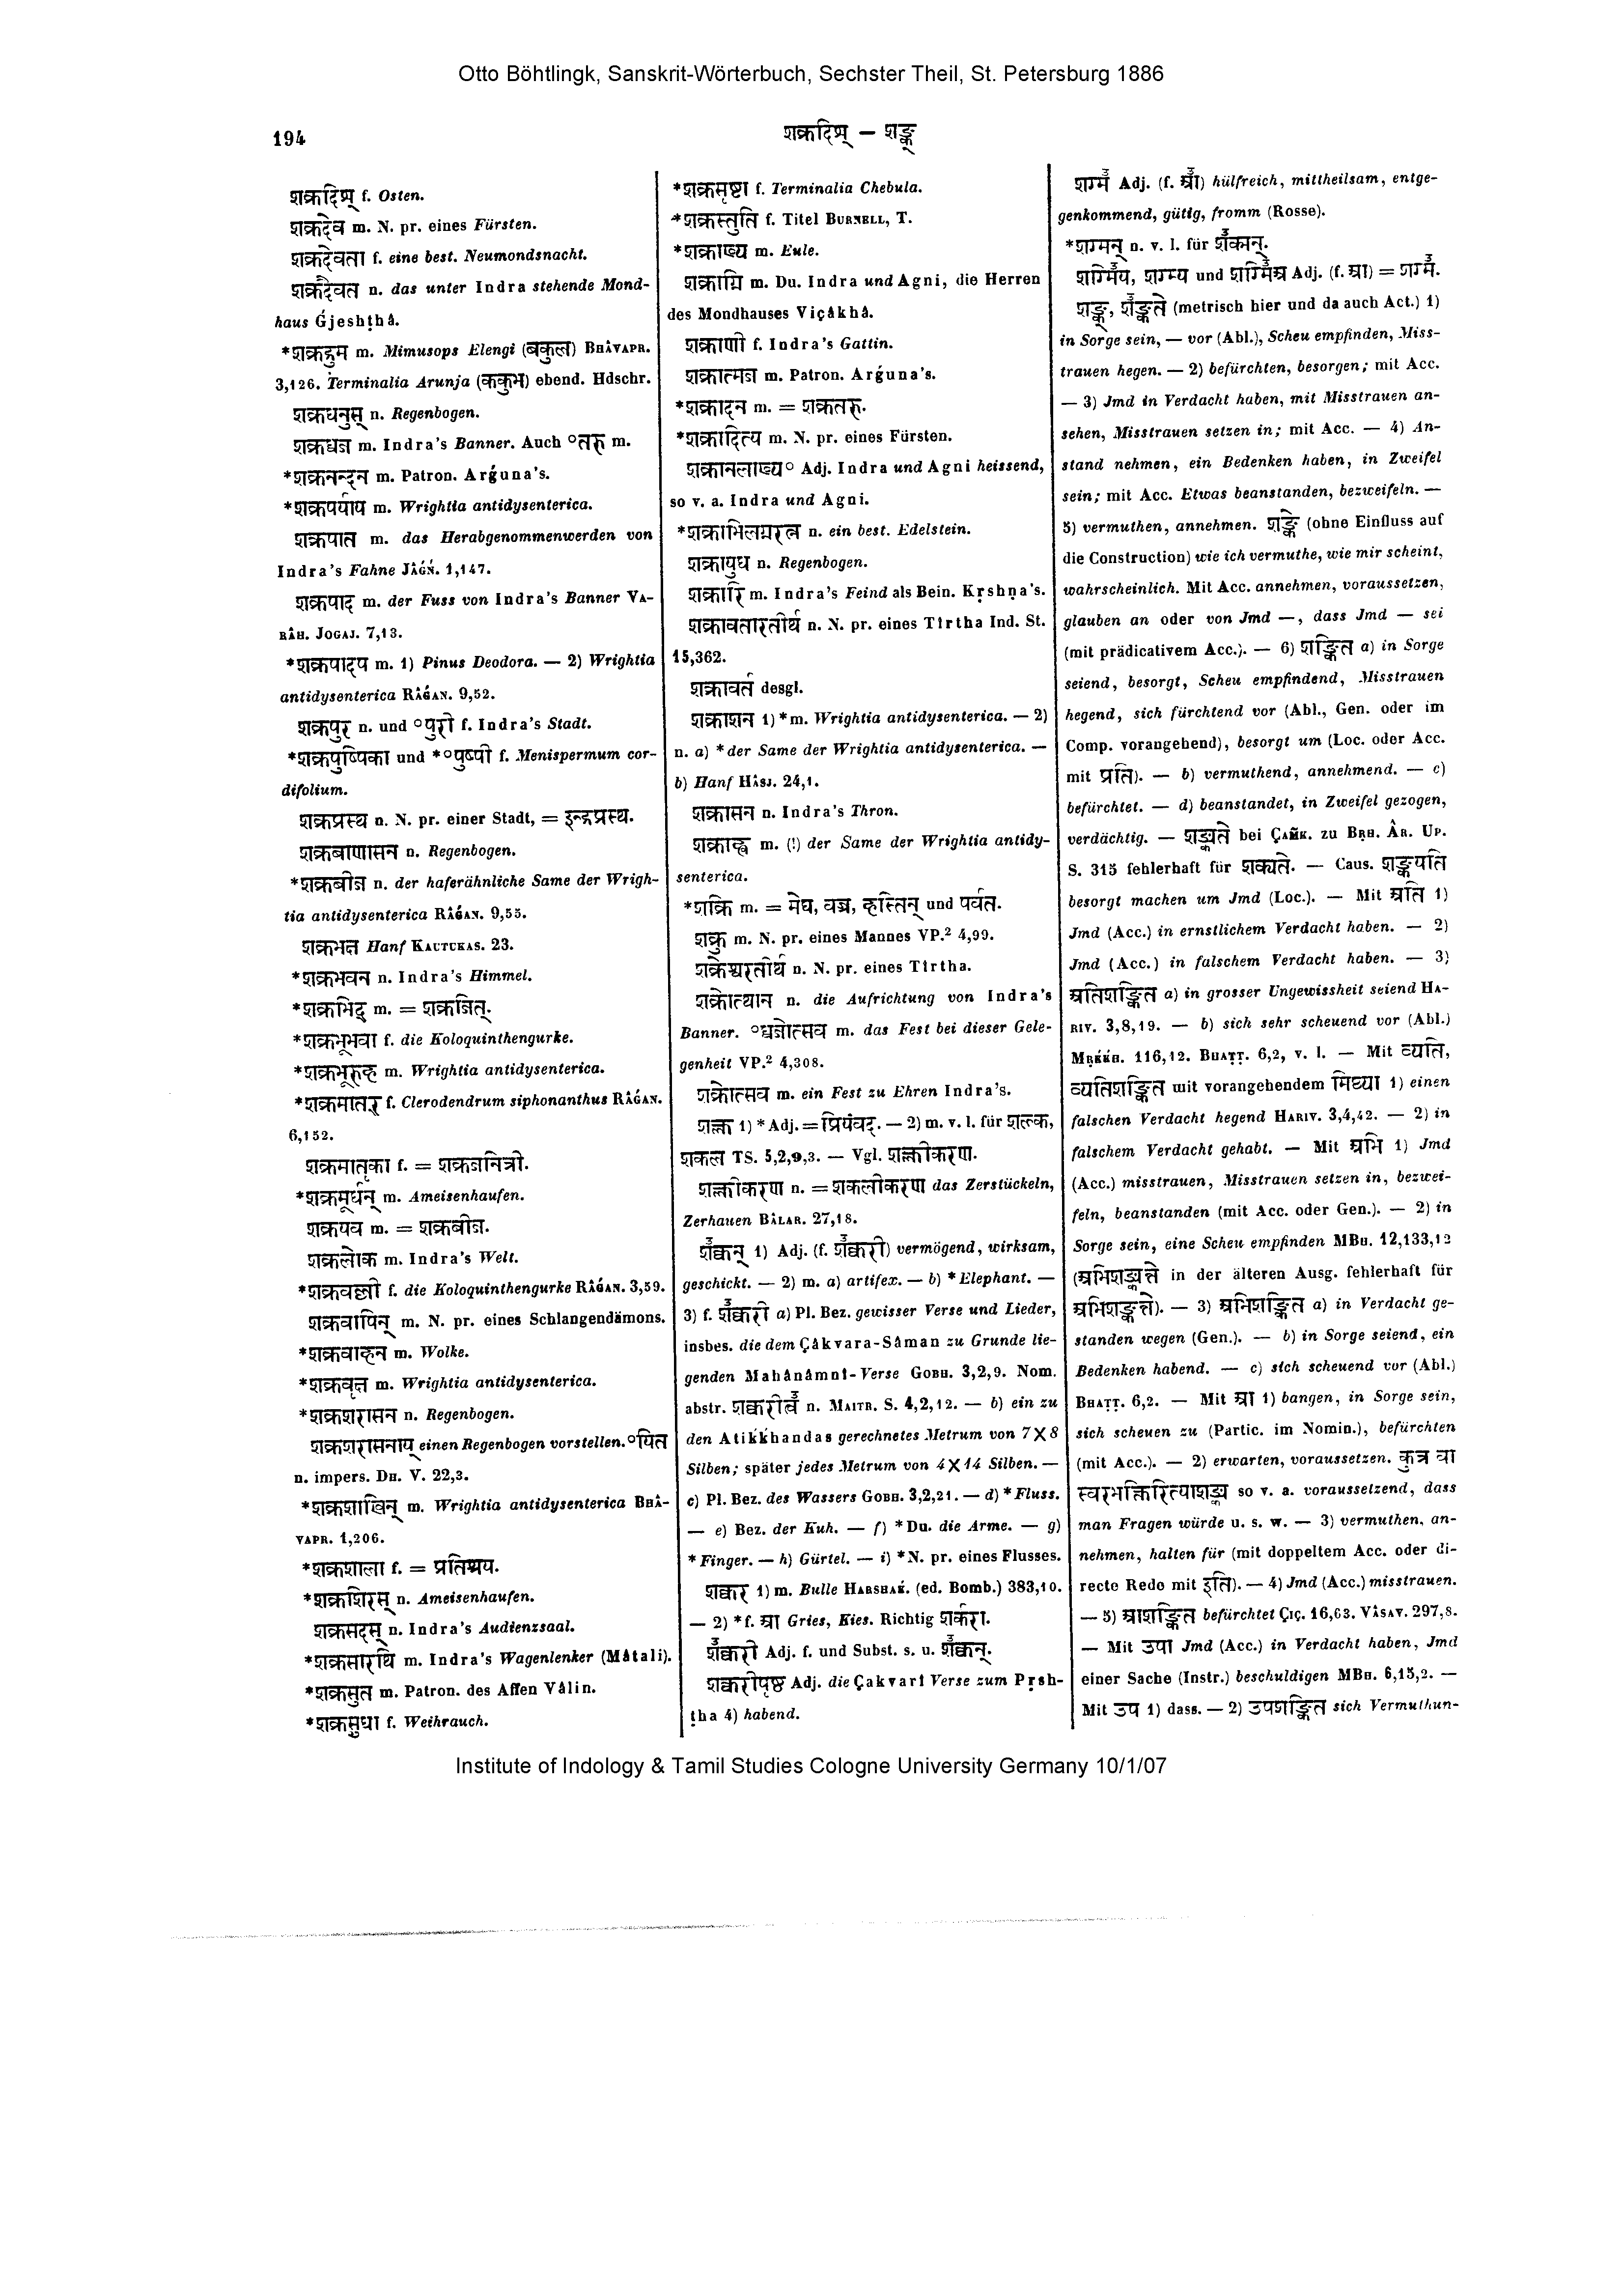 Otto Böhtlingk, Sanskrit-Wörterbuch, Sechster Theil, St. Petersburg 1886
194
शक्रदिश् — शङ्क्
शक्रदिश् f. Osten.
शक्रदेव m. N. pr. eines Fürsten.
शक्रदेवता f. eine best. Neumondsnacht.
शक्रदैवत n. das unter Indra stehende Mond-
haus Ǵjeshṭhâ.
*शक्रद्रुम m. Mimusops Elengi (बकुल) Bhâvapr.
3,126. Terminalia Arunja (ककुभ) ebend. Hdschr.
शक्रधनुस् n. Regenbogen.
शक्रध्वज m. Indra's Banner. Auch °तरु m.
*शक्रनन्दन m. Patron. Arǵuna's.
*शक्रपर्याय m. Wrightia antidysenterica.
शक्रपात m. das Herabgenommenwerden von
Indra's Fahne Jâǵń. 1,147.
शक्रपाद m. der Fuss von Indra's Banner Va-
râh. Jogaj. 7,13.
*शक्रपादप m. 1) Pinus Deodora. — 2) Wrightia
antidysenterica Râǵan. 9,52.
शक्रपुर n. und °पुरी f. Indra's Stadt.
*शक्रपुष्पिका und *°पुष्पी f. Menispermum cor-
difolium.
शक्रप्रस्थ n. N. pr. einer Stadt, = इन्द्रप्रस्थ.
शक्रबाणासन n. Regenbogen.
*शक्रबीज n. der haferähnliche Same der Wrigh-
tia antidysenterica Râǵan. 9,55.
शक्रभक्ष Hanf Kautukas. 23.
*शक्रभवन n. Indra's Himmel.
*शक्रभिद् m. = शक्रजित्.
*शक्रभूभवा f. die Koloquinthengurke.
*शक्रभूरुह m. Wrightia antidysenterica.
*शक्रमातर् f. Clerodendrum siphonanthus Râǵan.
6,152.
शक्रमातृका f. = शक्रजनित्री.
*शक्रमूर्धन् m. Ameisenhaufen.
शक्रयव m. = शक्रबीज.
शक्रलोक m. Indra's Welt.
*शक्रवल्ली f. die Koloquinthengurke Râǵan. 3,59.
शक्रवापिन् m. N. pr. eines Schlangendämons.
*शक्रवाहन m. Wolke.
*शक्रवृक्ष m. Wrightia antidysenterica.
*शक्रशरासन n. Regenbogen.
शक्रशरासनाय् einen Regenbogen vorstellen. °यित
n. impers. Dh. V. 22,3.
*शक्रशाखिन् m. Wrightia antidysenterica Bhâ-
vapr. 1,206.
*शक्रशाला f. = प्रतिश्रय.
*शक्रशिरस् n. Ameisenhaufen.
शक्रसदस् n. Indra's Audienzsaal.
*शक्रसारथि m. Indra's Wagenlenker (Mâtali).
*शक्रसुत m. Patron. des Affen Vâlin.
*शक्रसुधा f. Weihrauch.
*शक्रसृष्टा f. Terminalia Chebula.
*शक्रस्तुति f. Titel Burnell, T.
*शक्राख्य m. Eule.
शक्राग्नि m. Du. Indra und Agni, die Herren
des Mondhauses Viçâkhâ.
शक्राणी f. Indra's Gattin.
शक्रात्मज m. Patron. Arǵuna's.
*शक्रादन m. = शक्रतरु.
*शक्रादित्य m. N. pr. eines Fürsten.
शक्रानलाख्य° Adj. Indra und Agni heissend,
so v. a. Indra und Agni.
*शक्राभिलग्नरत्न n. ein best. Edelstein.
शक्रायुध n. Regenbogen.
शक्रारि m. Indra's Feind als Bein. Kṛshṇa's.
शक्रावतारतीर्थ n. N. pr. eines Tîrtha Ind. St.
15,362.
शक्रावर्त desgl.
शक्राशन 1) *m. Wrightia antidysenterica. — 2)
n. a) *der Same der Wrightia antidysenterica. —
b) Hanf Hâsj. 24,1.
शक्रासन n. Indra's Thron.
शक्राह्व m. (!) der Same der Wrightia antidy-
senterica.
*शक्रि m. = मेघ, वज्र, हस्तिन् und पर्वत.
शक्रु m. N. pr. eines Mannes VP.² 4,99.
शक्रेश्वरतीर्थ n. N. pr. eines Tîrtha.
शक्रोत्थान n. die Aufrichtung von Indra's
Banner. °ध्वजोत्सव m. das Fest bei dieser Gele-
genheit VP.² 4,308.
शक्रोत्सव m. ein Fest zu Ehren Indra's.
शक्ल 1) *Adj. = प्रियंवद. — 2) m. v. l. für शल्क,
शकल TS. 5,2,9,3. — Vgl. शक्लीकरण.
शक्लीकरण n. = शकलीकरण das Zerstückeln,
Zerhauen Bâlar. 27,18.
शक्वन् 1) Adj. (f. शक्वरी) vermögend, wirksam,
geschickt. — 2) m. a) artifex. — b) *Elephant. —
3) f. शक्वरी a) Pl. Bez. gewisser Verse und Lieder,
insbes. die dem Çâkvara-Sâman zu Grunde lie-
genden Mahânâmnî-Verse Gobh. 3,2,9. Nom.
abstr. शक्वरीत्व n. Maitr. S. 4,2,12. — b) ein zu
den Atiḱḱhandas gerechnetes Metrum von 7X8
Silben; später jedes Metrum von 4X14 Silben. —
c) Pl. Bez. des Wassers Gobh. 3,2,21. — d) *Fluss.
— e) Bez. der Kuh. — f) *Du. die Arme. — g)
*Finger. — h) Gürtel. — i) *N. pr. eines Flusses.
शक्वर 1) m. Bulle Harshaḱ. (ed. Bomb.) 383,10.
— 2) *f. आ Gries, Kies. Richtig शर्करा.
शक्वरी Adj. f. und Subst. s. u. शक्वन्.
शक्वरीपृष्ठ Adj. die Çakvarî Verse zum Pṛsh-
ṭha 4) habend.
शग्म Adj. (f. आ) hülfreich, mittheilsam, entge-
genkommend, gütig, fromm (Rosse).
*शग्मन् n. v. l. für शक्मन्.
शग्मिय, शग्म्य und शग्मिअ Adj. (f. आ) = शग्म.
शङ्क्, शङ्कते (metrisch hier und da auch Act.) 1)
in Sorge sein, — vor (Abl.), Scheu empfinden, Miss-
trauen hegen. — 2) befürchten, besorgen; mit Acc.
— 3) Jmd in Verdacht haben, mit Misstrauen an-
sehen, Misstrauen setzen in; mit Acc. — 4) An-
stand nehmen, ein Bedenken haben, in Zweifel
sein; mit Acc. Etwas beanstanden, bezweifeln. —
5) vermuthen, annehmen. शङ्के (ohne Einfluss auf
die Construction) wie ich vermuthe, wie mir scheint,
wahrscheinlich. Mit Acc. annehmen, voraussetzen,
glauben an oder von Jmd —, dass Jmd — sei
(mit prädicativem Acc.). — 6) शङ्कित a) in Sorge
seiend, besorgt, Scheu empfindend, Misstrauen
hegend, sich fürchtend vor (Abl., Gen. oder im
Comp. vorangehend), besorgt um (Loc. oder Acc.
mit प्रति). — b) vermuthend, annehmend. — c)
befürchtet. — d) beanstandet, in Zweifel gezogen,
verdächtig. — शङ्क्यते bei Çaṁk. zu Bṛh. Âr. Up.
S. 315 fehlerhaft für शक्यते. — Caus. शङ्कयति
besorgt machen um Jmd (Loc.). — Mit अति 1)
Jmd (Acc.) in ernstlichem Verdacht haben. — 2)
Jmd (Acc.) in falschem Verdacht haben. — 3)
अतिशङ्कित a) in grosser Ungewissheit seiend Ha-
riv. 3,8,19. — b) sich sehr scheuend vor (Abl.)
Mṛḱḱh. 116,12. Bhaṭṭ. 6,2, v. l. — Mit व्यति,
व्यतिशङ्कित mit vorangehendem मिथ्या 1) einen
falschen Verdacht hegend Hariv. 3,4,42. — 2) in
falschem Verdacht gehabt. — Mit अभि 1) Jmd
(Acc.) misstrauen, Misstrauen setzen in, bezwei-
feln, beanstanden (mit Acc. oder Gen.). — 2) in
Sorge sein, eine Scheu empfinden MBh. 12,133,12
(अभिशङ्क्यते in der älteren Ausg. fehlerhaft für
अभिशङ्कते). — 3) अभिशङ्कित a) in Verdacht ge-
standen wegen (Gen.). — b) in Sorge seiend, ein
Bedenken habend. — c) sich scheuend vor (Abl.)
Bhaṭṭ. 6,2. — Mit आ 1) bangen, in Sorge sein,
sich scheuen zu (Partic. im Nomin.), befürchten
(mit Acc.). — 2) erwarten, voraussetzen. कुत्र वा
स्वरभक्तिरित्याशङ्क्य so v. a. voraussetzend, dass
man Fragen würde u. s. w. — 3) vermuthen, an-
nehmen, halten für (mit doppeltem Acc. oder di-
recte Rede mit इति). — 4) Jmd (Acc.) misstrauen.
— 5) आशङ्कित befürchtet Çiç. 16,63. Vâsav. 297,8.
— Mit उपा Jmd (Acc.) in Verdacht haben, Jmd
einer Sache (Instr.) beschuldigen MBh. 6,15,2. —
Mit उप 1) dass. — 2) उपशङ्कित sich Vermuthun-
Institute of Indology & Tamil Studies Cologne University Germany 10/1/07